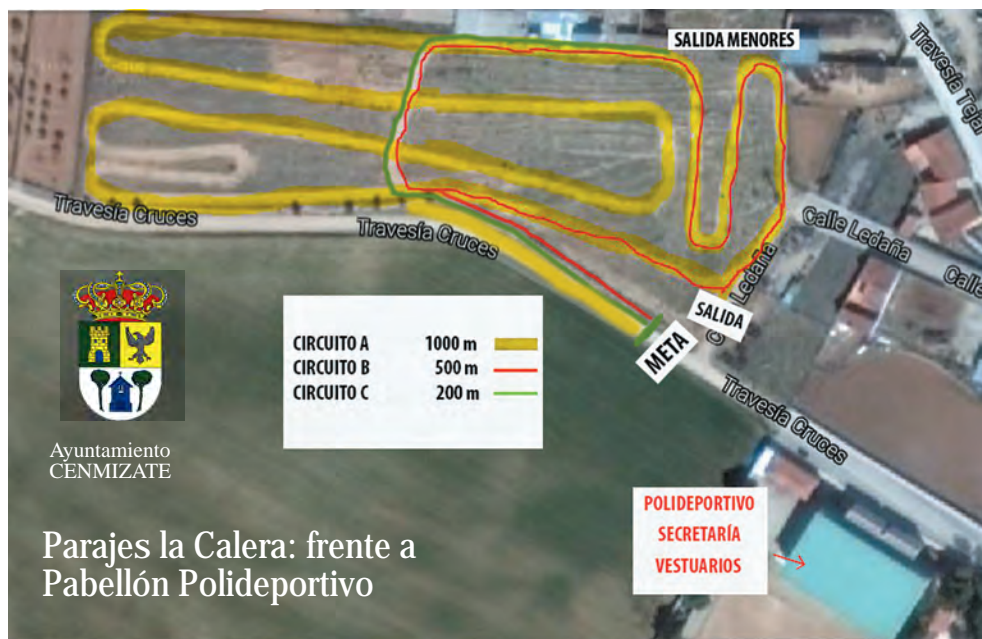 SALIDA MENORES
Travesía Tejar
Travesía Cruces
Travesía Cruces
Calle Ledaña
Calle
Ledaña
SALIDA
META
Travesía Cruces
CIRCUITO A 1000 m
CIRCUITO B 500 m
CIRCUITO C 200 m
Ayuntamiento
CENMIZATE
POLIDEPORTIVO
SECRETARÍA
VESTUARIOS
Parajes la Calera: frente a
Pabellón Polideportivo